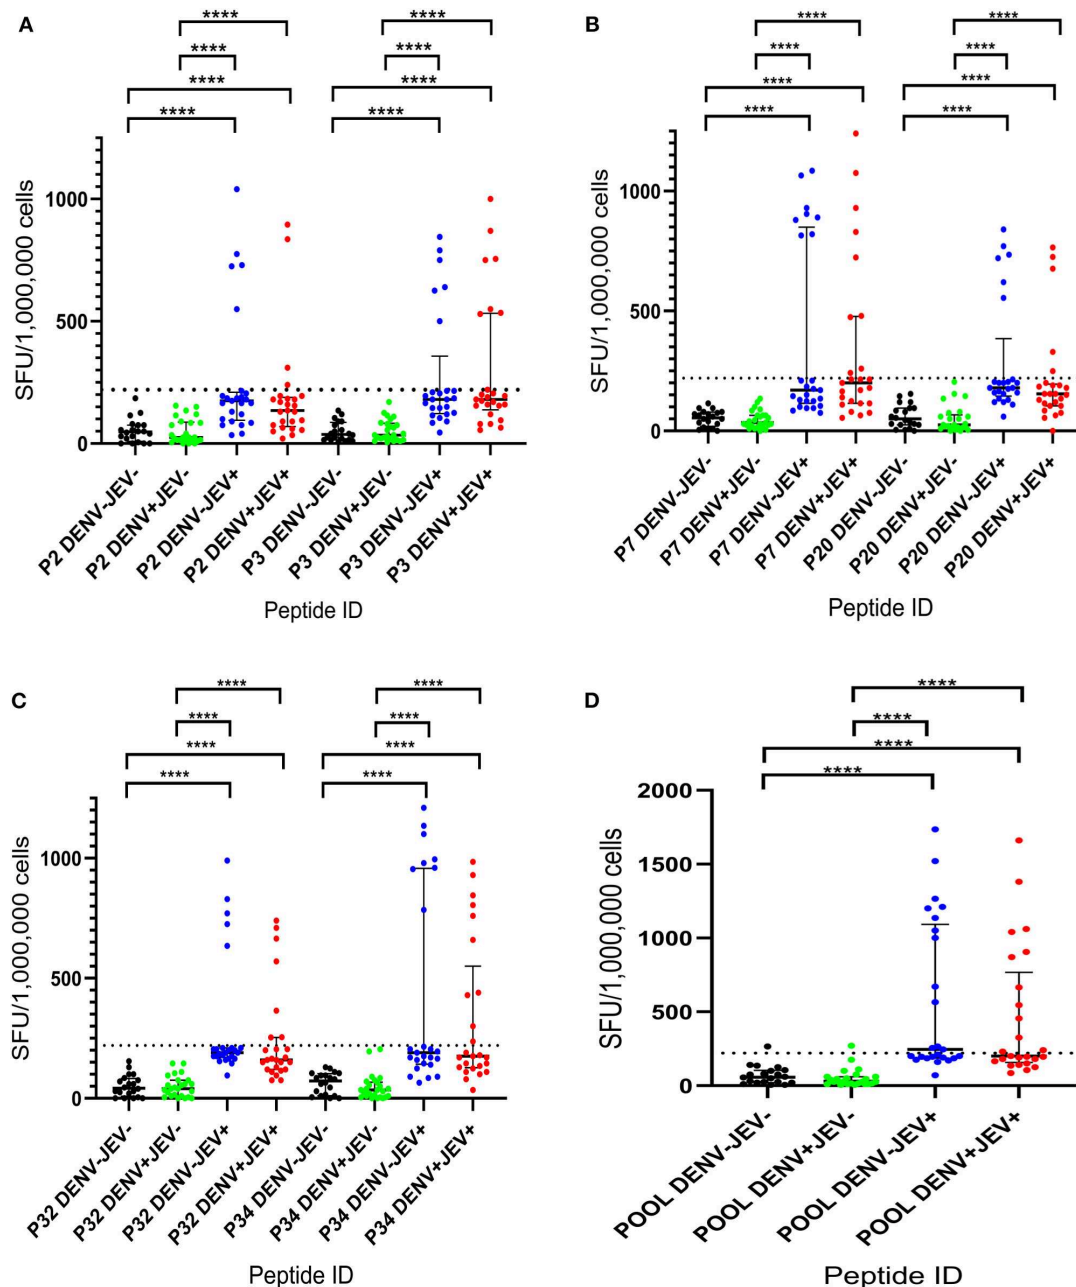 A
****
****
****
****
****
****
****
****
SFU/1,000,000 cells
1000
500
0
P2 DENV-JEV-
P2 DENV+JEV-
P2 DENV-JEV+
P2 DENV+JEV+
P3 DENV-JEV-
P3 DENV+JEV-
P3 DENV-JEV+
P3 DENV+JEV+
Peptide ID
B
****
****
****
****
****
****
****
****
SFU/1,000,000 cells
1000
500
0
P7 DENV-JEV-
P7 DENV+JEV-
P7 DENV-JEV+
P7 DENV+JEV+
P20 DENV-JEV-
P20 DENV+JEV-
P20 DENV-JEV+
P20 DENV+JEV+
Peptide ID
C
****
****
****
****
****
****
****
****
SFU/1,000,000 cells
1000
500
0
P32 DENV-JEV-
P32 DENV+JEV-
P32 DENV-JEV+
P32 DENV+JEV+
P34 DENV-JEV-
P34 DENV+JEV-
P34 DENV-JEV+
P34 DENV+JEV+
Peptide ID
D
****
****
****
****
SFU/1,000,000 cells
2000
1500
1000
500
0
POOL DENV-JEV-
POOL DENV+JEV-
POOL DENV-JEV+
POOL DENV+JEV+
Peptide ID